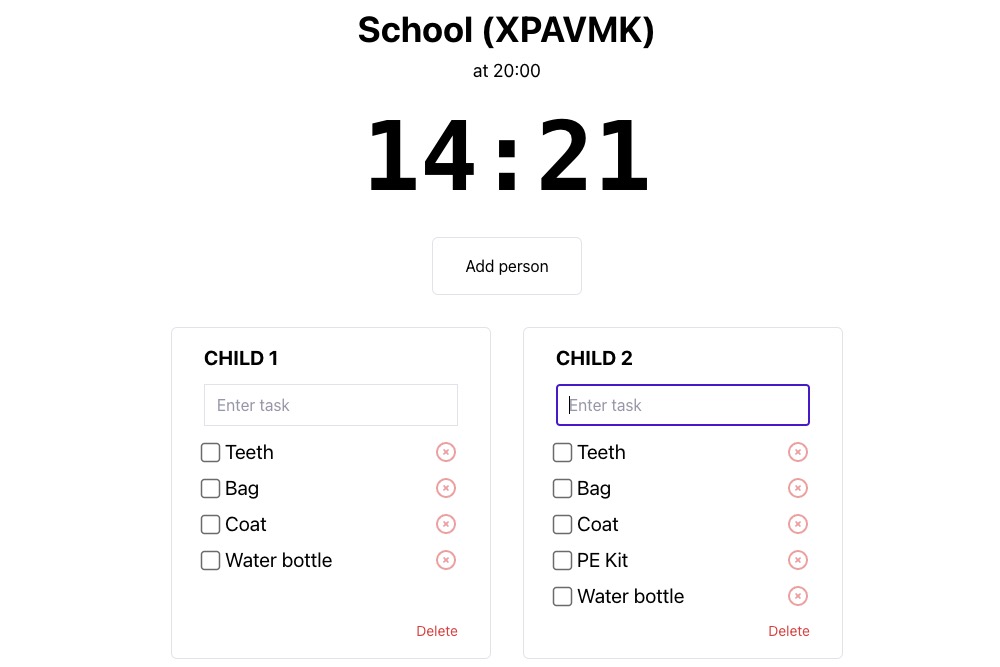 School (XPAVMK)
at 20:00
14:21
Add person
CHILD 1
Enter task
Teeth
Bag
Coat
Water bottle
Delete
CHILD 2
Enter task
Teeth
Bag
Coat
PE Kit
Water bottle
Delete